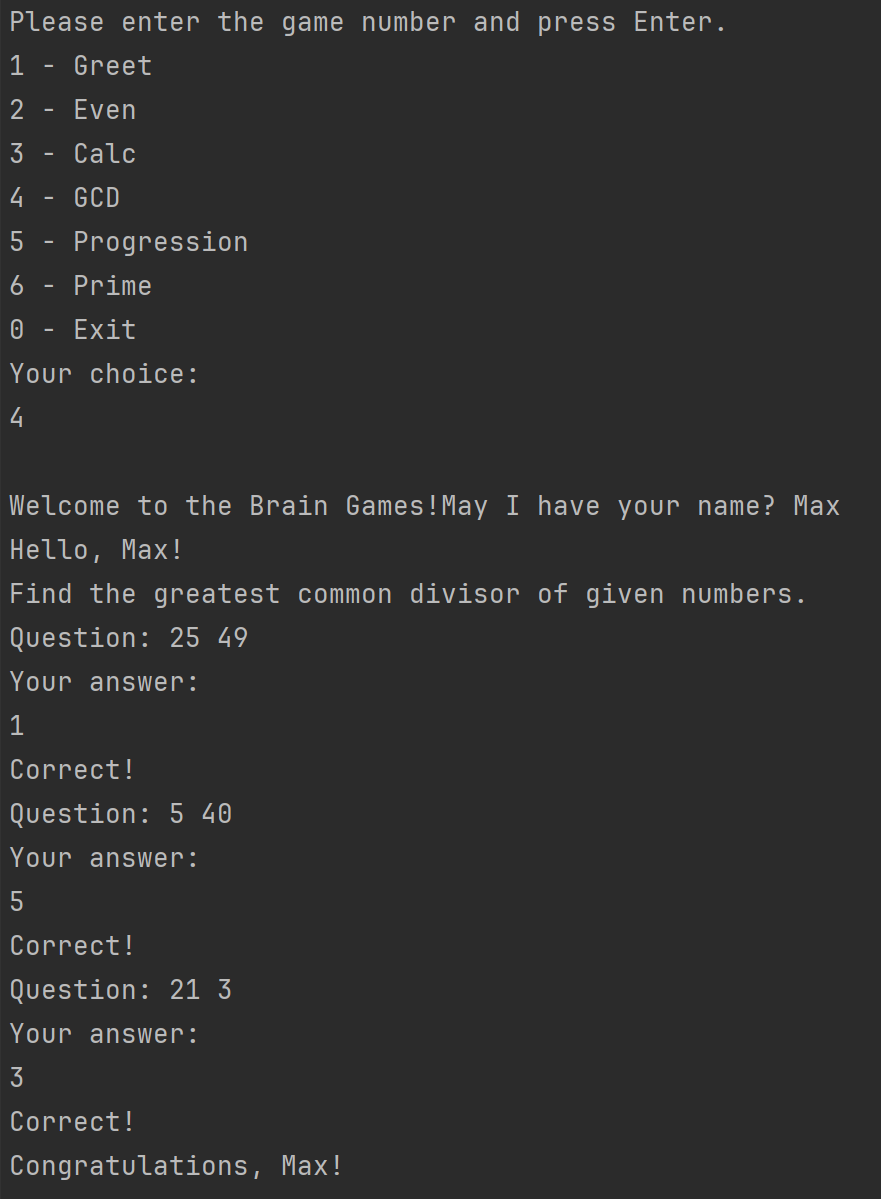 Please enter the game number and press Enter.
1 - Greet
2 - Even
3 - Calc
4 - GCD
5 - Progression
6 - Prime
0 - Exit
Your choice:
4
Welcome to the Brain Games!May I have your name? Max
Hello, Max!
Find the greatest common divisor of given numbers.
Question: 25 49
Your answer:
1
Correct!
Question: 5 40
Your answer:
5
Correct!
Question: 21 3
Your answer:
3
Correct!
Congratulations, Max!